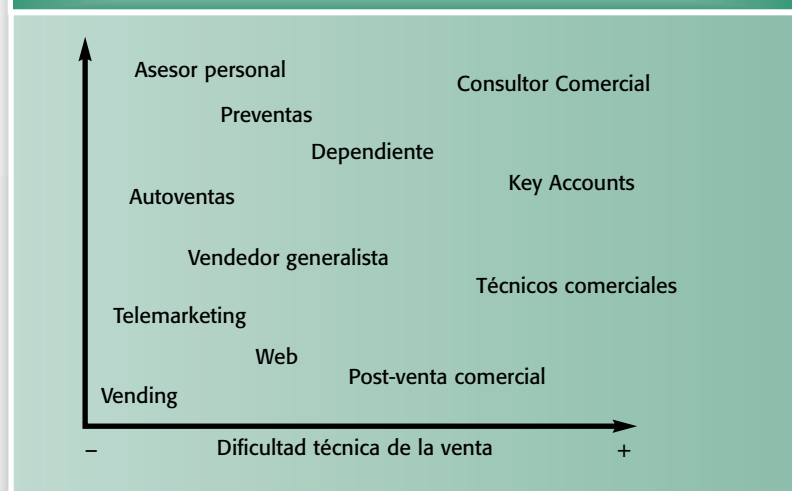 Asesor personal
Consultor Comercial
Preventas
Dependiente
Key Accounts
Autoventas
Vendedor generalista
Técnicos comerciales
Telemarketing
Web
Post-venta comercial
Vending
– Dificultad técnica de la venta +